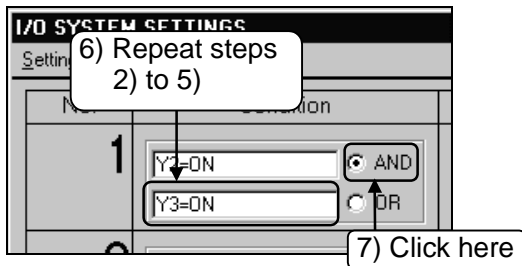 I/O SYSTEM SETTINGS
6) Repeat steps
2) to 5)
1
Y2=ON
AND
Y3=ON
OR
7) Click here